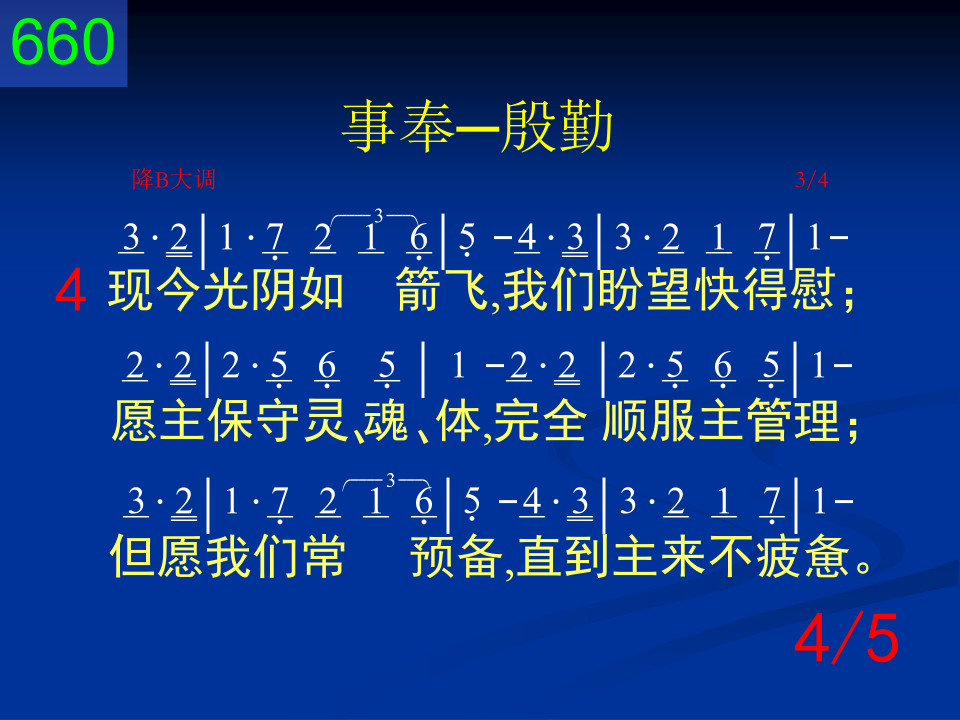 660
事奉─殷勤
降B大调 3/4
3
3 · 2 | 1 · 7 2 1 6 | 5 - 4 · 3 | 3 · 2 1 7 | 1 -
4 现今光阴如 箭飞,我们盼望快得慰；
2 · 2 | 2 · 5 6 5 | 1 - 2 · 2 | 2 · 5 6 5 | 1 -
愿主保守灵、魂、体,完全 顺服主管理；
3
3 · 2 | 1 · 7 2 1 6 | 5 - 4 · 3 | 3 · 2 1 7 | 1 -
但愿我们常 预备,直到主来不疲惫。
4/5